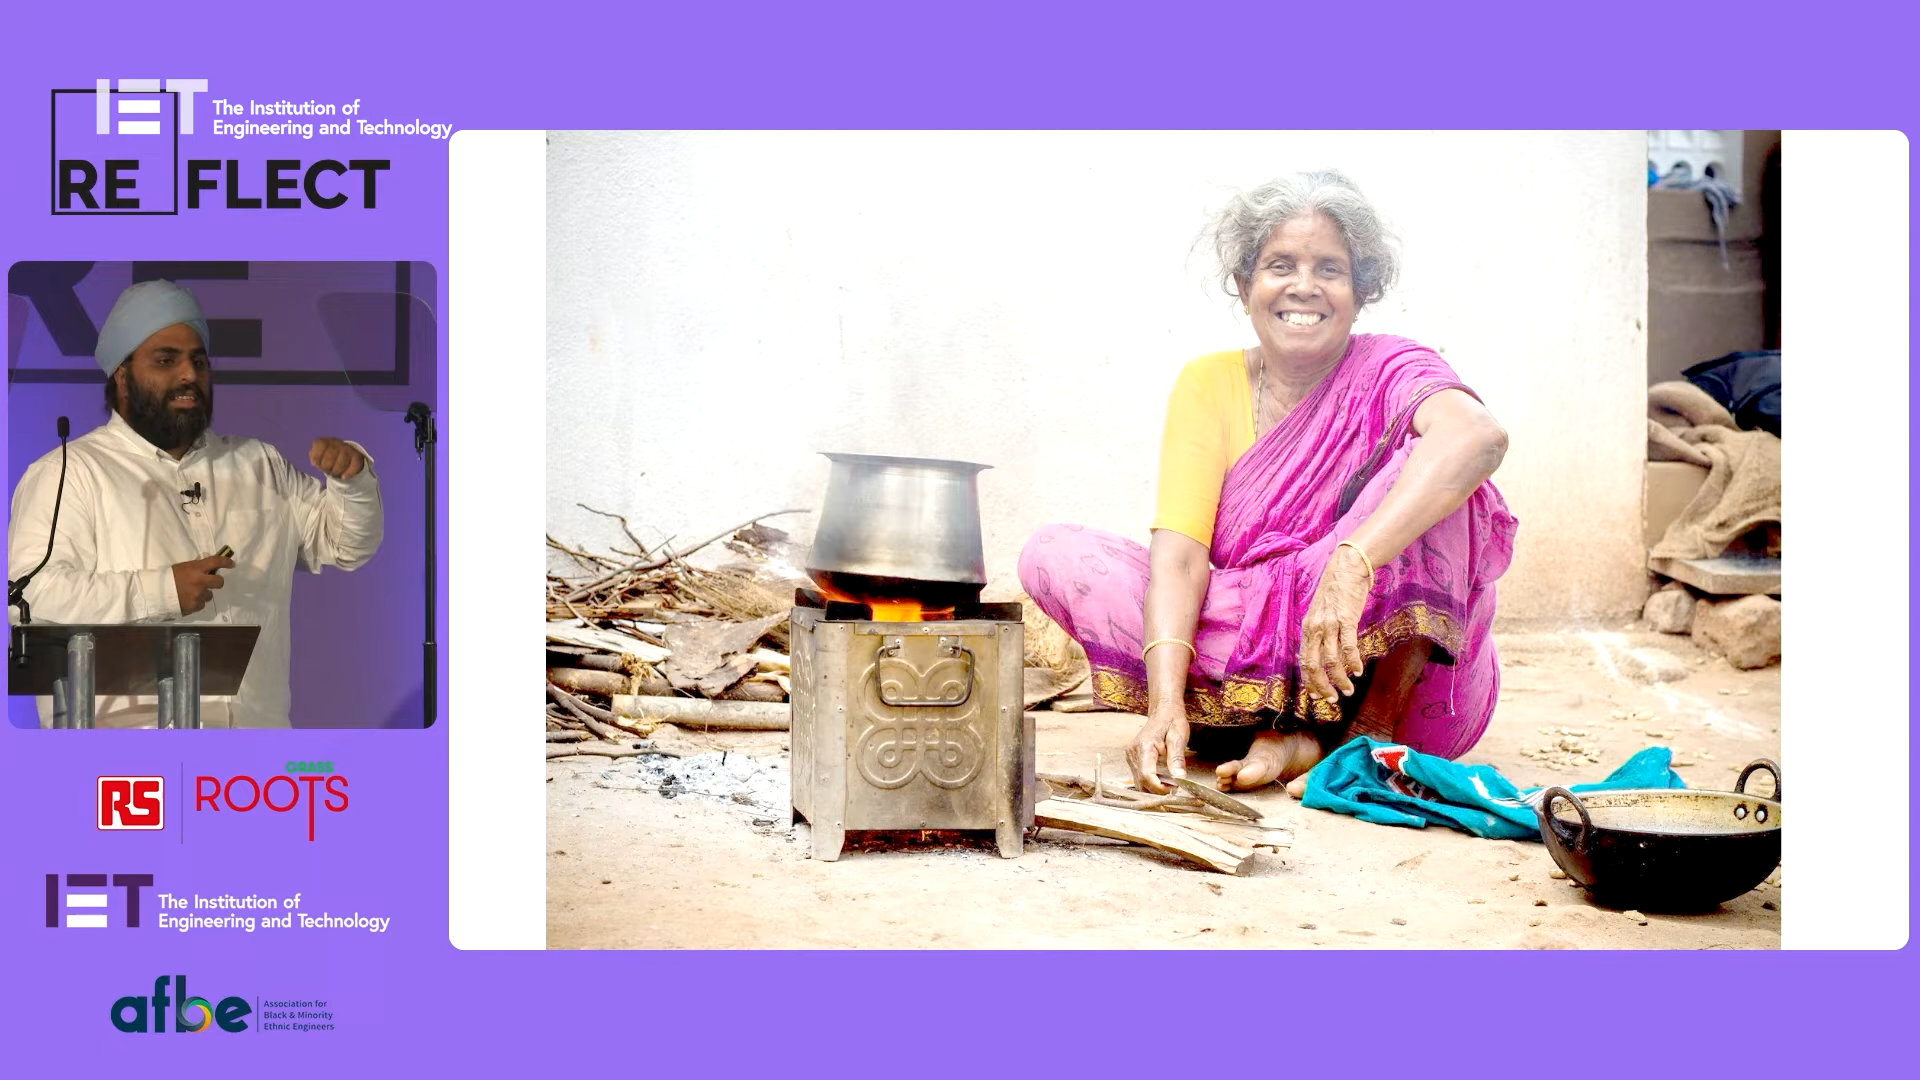 IET The Institution of
Engineering and Technology
REFLECT
RE
RS GRASS
ROOTS
IET The Institution of
Engineering and Technology
afbe Association for
Black & Minority
Ethnic Engineers